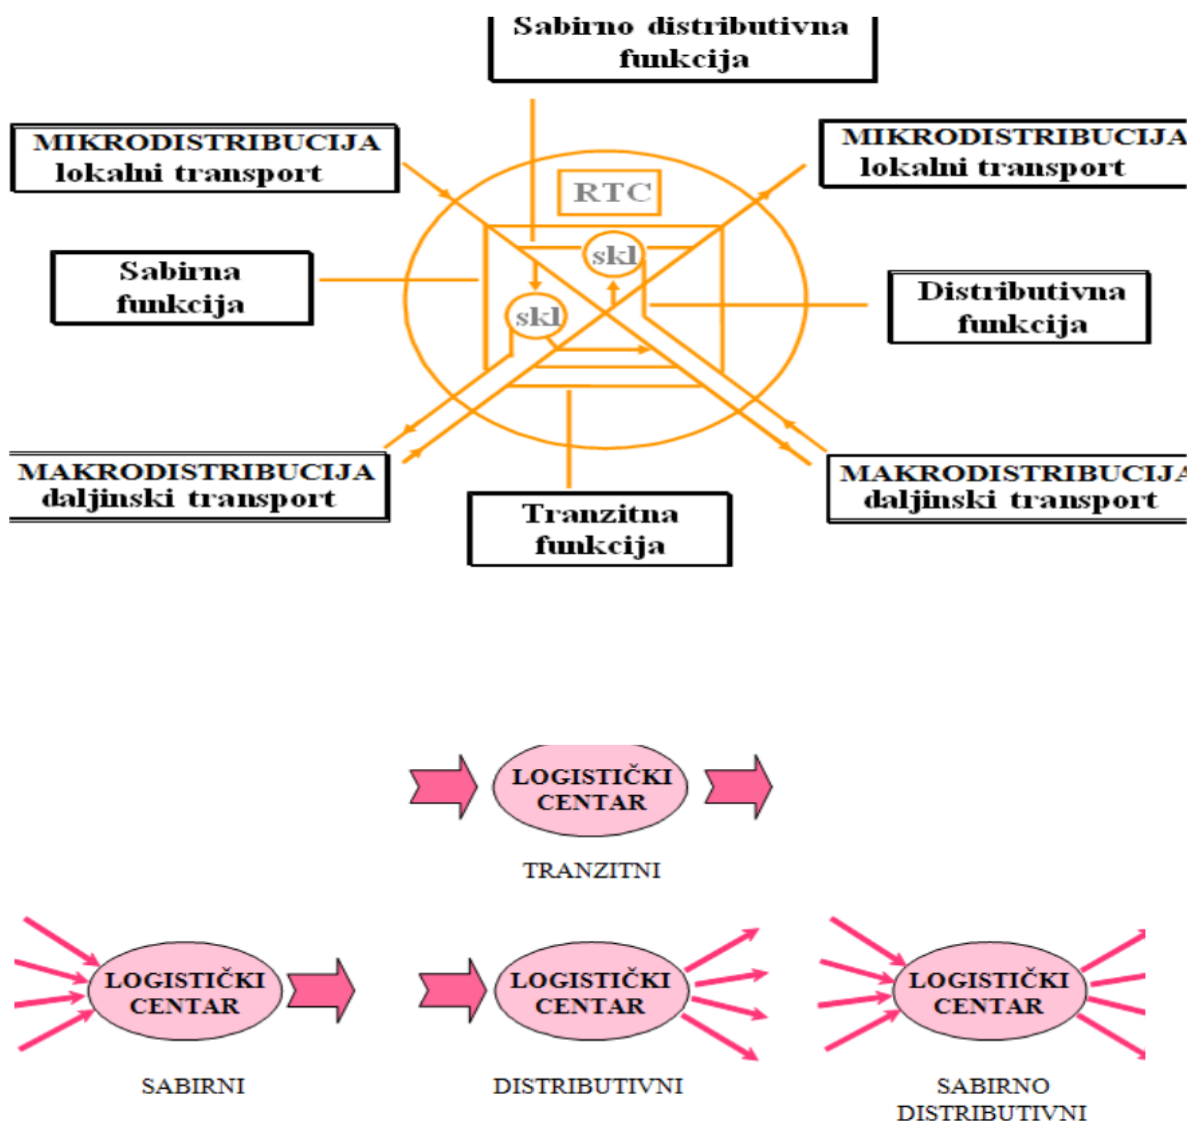 Sabirno distributivna
funkcija
MIKRODISTRIBUCIJA
lokalni transport
MIKRODISTRIBUCIJA
lokalni transport
RTC
Sabirna
funkcija
skl
skl
Distributivna
funkcija
MAKRODISTRIBUCIJA
daljinski transport
Tranzitna
funkcija
MAKRODISTRIBUCIJA
daljinski transport
LOGISTIČKI
CENTAR
TRANZITNI
LOGISTIČKI
CENTAR
SABIRNI
LOGISTIČKI
CENTAR
DISTRIBUTIVNI
LOGISTIČKI
CENTAR
SABIRNO
DISTRIBUTIVNI